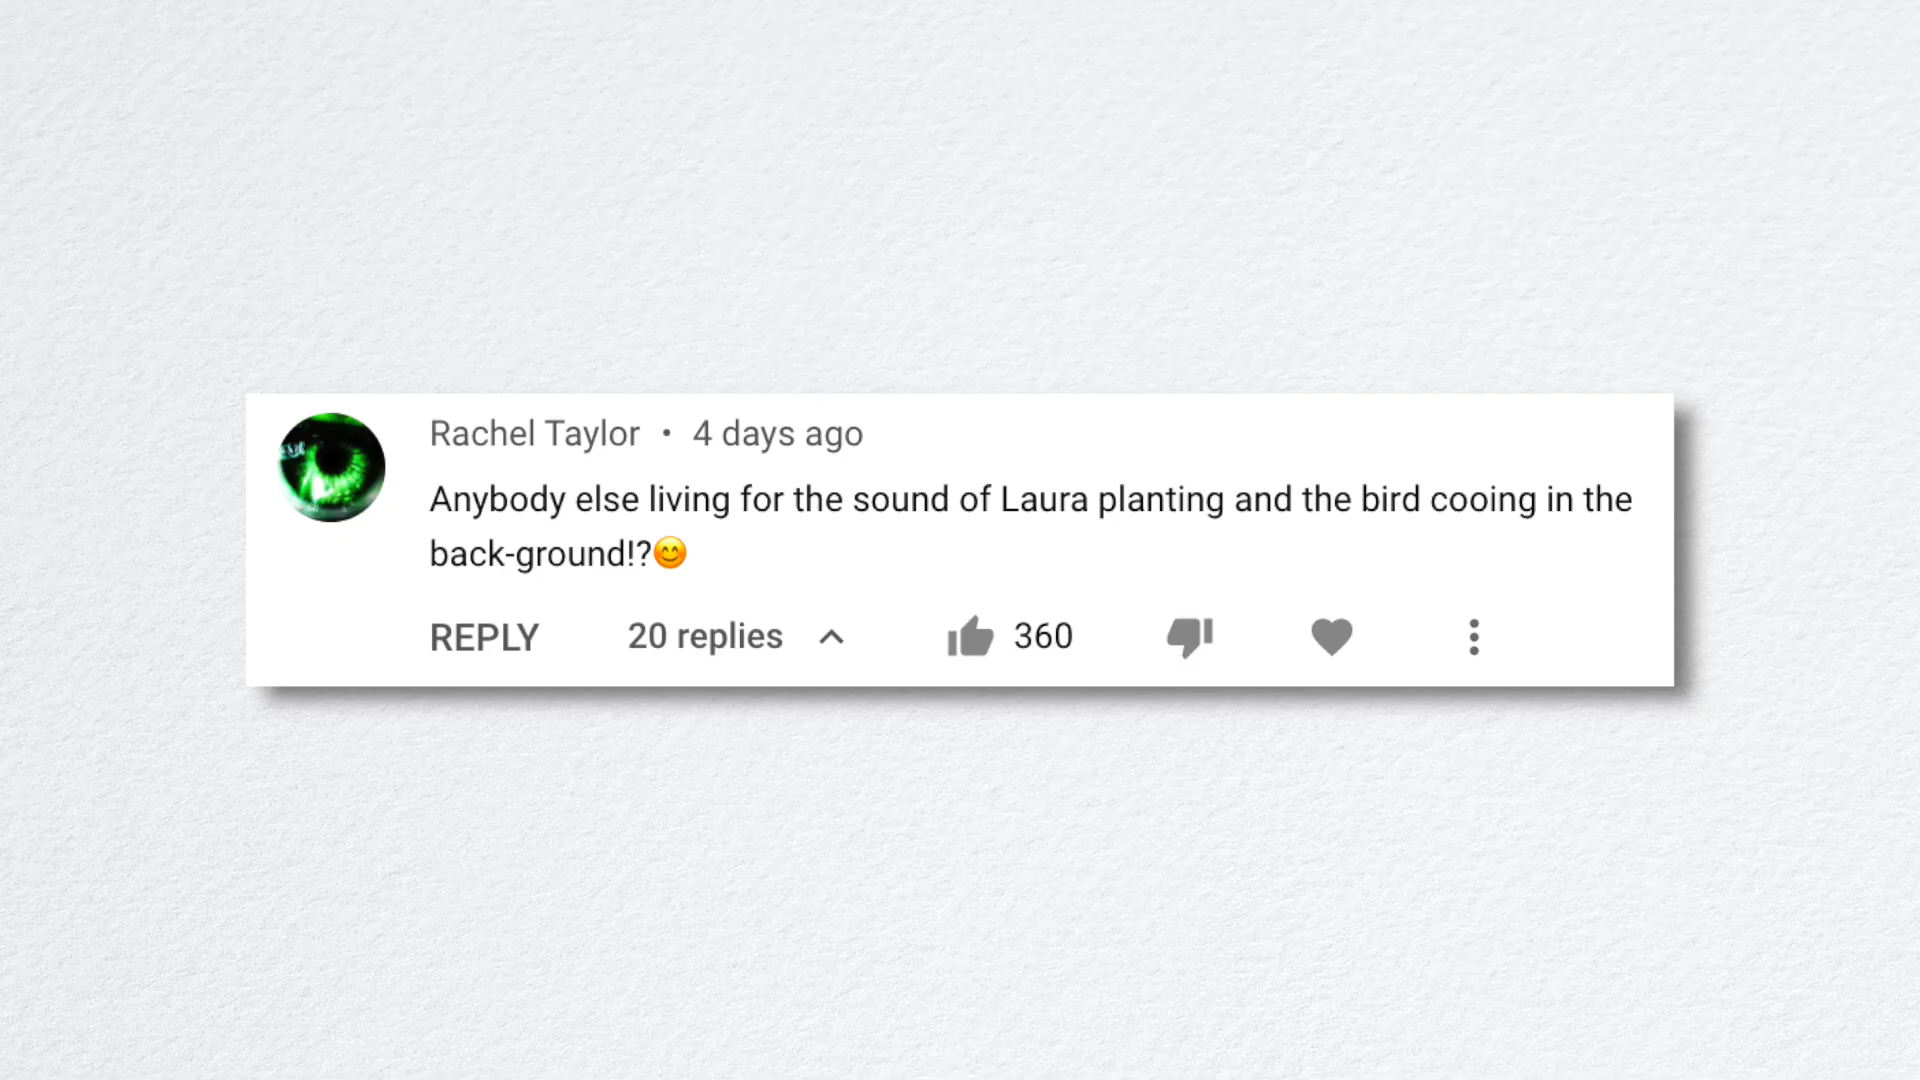 Rachel Taylor • 4 days ago
Anybody else living for the sound of Laura planting and the bird cooing in the
back-ground!?😊
REPLY 20 replies 360